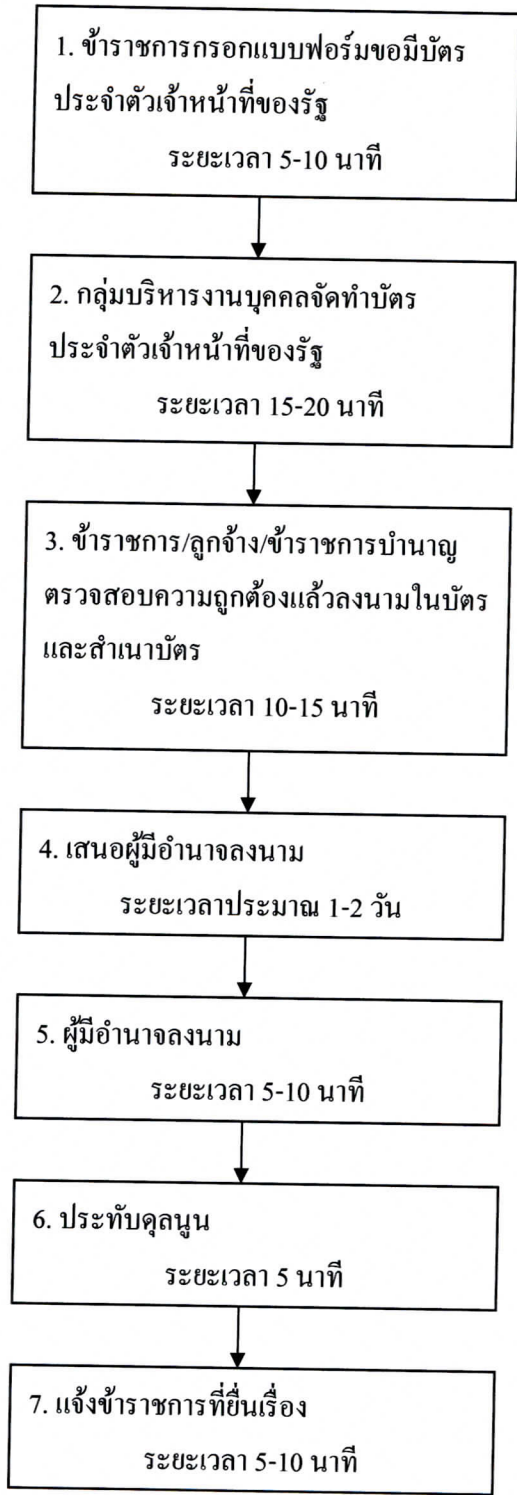 1. ข้าราชการกรอกแบบฟอร์มขอมีบัตร
ประจำตัวเจ้าหน้าที่ของรัฐ
ระยะเวลา 5-10 นาที
2. กลุ่มบริหารงานบุคคลจัดทำบัตร
ประจำตัวเจ้าหน้าที่ของรัฐ
ระยะเวลา 15-20 นาที
3. ข้าราชการ/ลูกจ้าง/ข้าราชการบำนาญ
ตรวจสอบความถูกต้องแล้วลงนามในบัตร
และสำเนาบัตร
ระยะเวลา 10-15 นาที
4. เสนอผู้มีอำนาจลงนาม
ระยะเวลาประมาณ 1-2 วัน
5. ผู้มีอำนาจลงนาม
ระยะเวลา 5-10 นาที
6. ประทับดุลนูน
ระยะเวลา 5 นาที
7. แจ้งข้าราชการที่ยื่นเรื่อง
ระยะเวลา 5-10 นาที